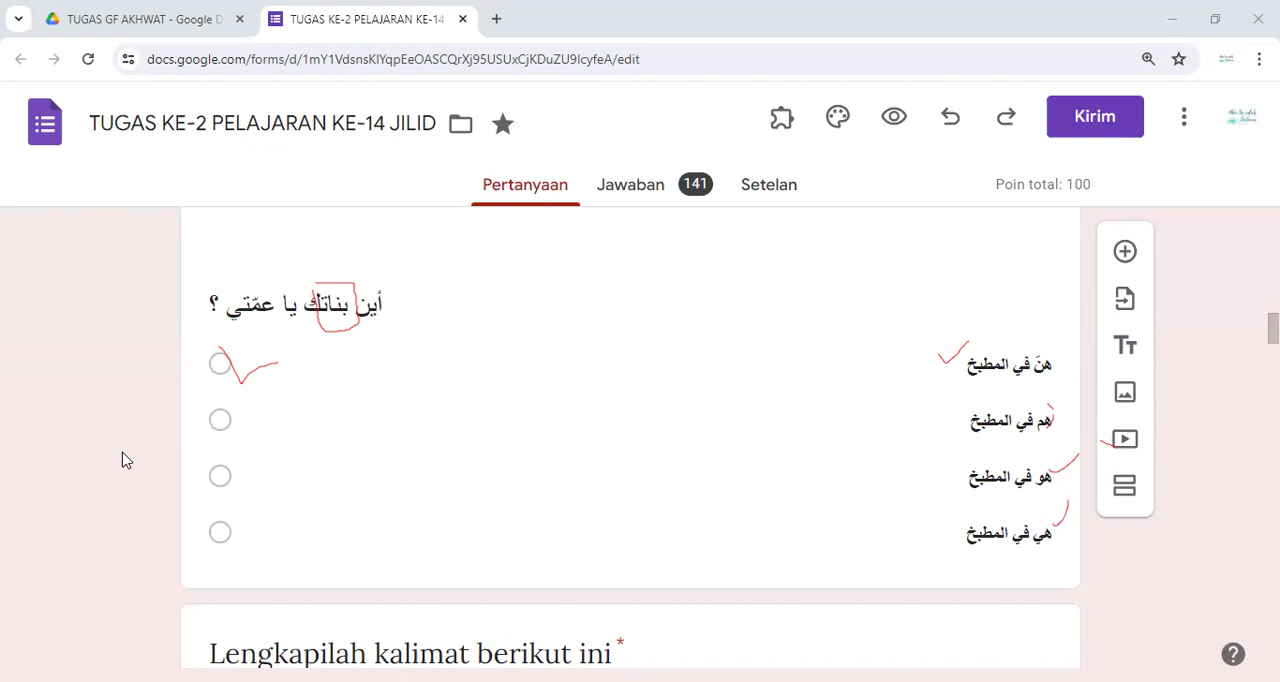 TUGAS GF AKHWAT - Google D
TUGAS KE-2 PELAJARAN KE-14
docs.google.com/forms/d/1mY1VdsnsKlYqpEeOASCQrXj95USUxCjKDuZU9lcyfeA/edit
TUGAS KE-2 PELAJARAN KE-14 JILID
Kirim
Pertanyaan
Jawaban 141
Setelan
Poin total: 100
أين بناتك يا عمّتي ؟
هنَ في المطبخ
هم في المطبخ
هو في المطبخ
هي في المطبخ
Lengkapilah kalimat berikut ini *